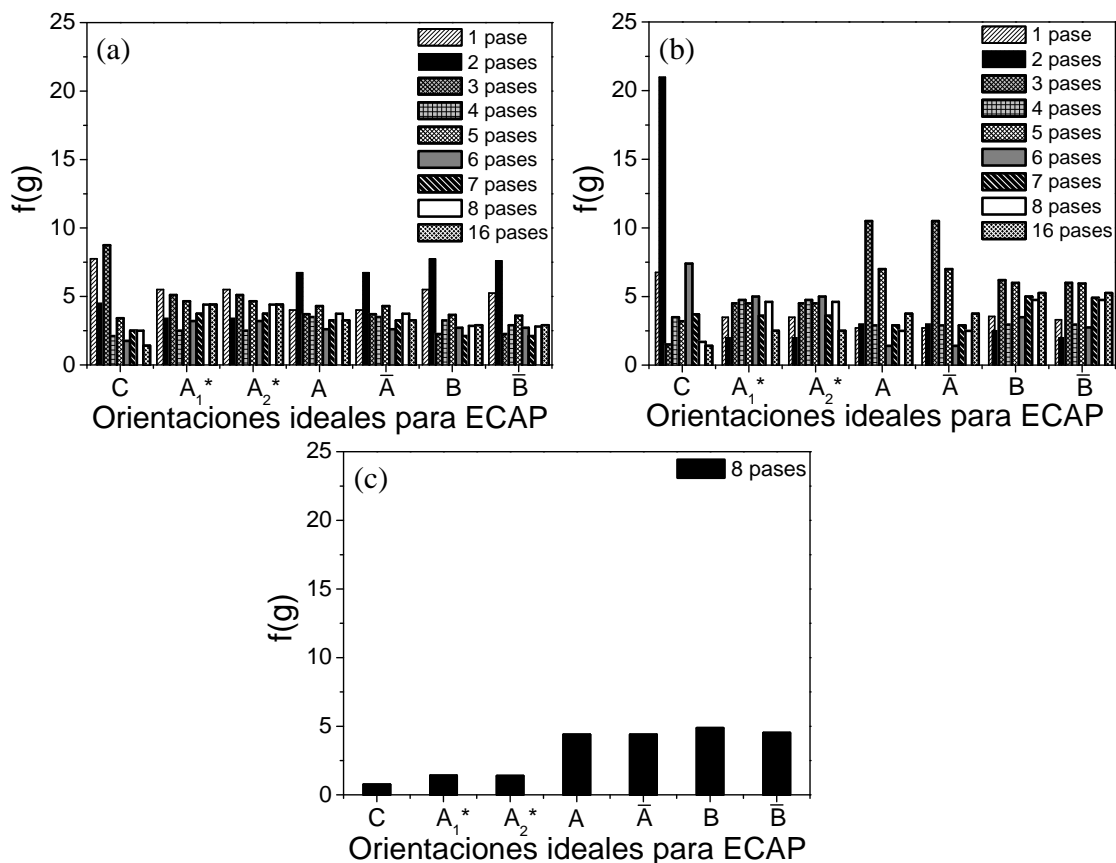 (a)
25
20
15
10
5
0
f(g)
1 pase
2 pases
3 pases
4 pases
5 pases
6 pases
7 pases
8 pases
16 pases
C A₁* A₂* A A̅ B B̅
Orientaciones ideales para ECAP
(b)
25
20
15
10
5
0
f(g)
1 pase
2 pases
3 pases
4 pases
5 pases
6 pases
7 pases
8 pases
16 pases
C A₁* A₂* A A̅ B B̅
Orientaciones ideales para ECAP
(c)
25
20
15
10
5
0
f(g)
8 pases
C A₁* A₂* A A̅ B B̅
Orientaciones ideales para ECAP